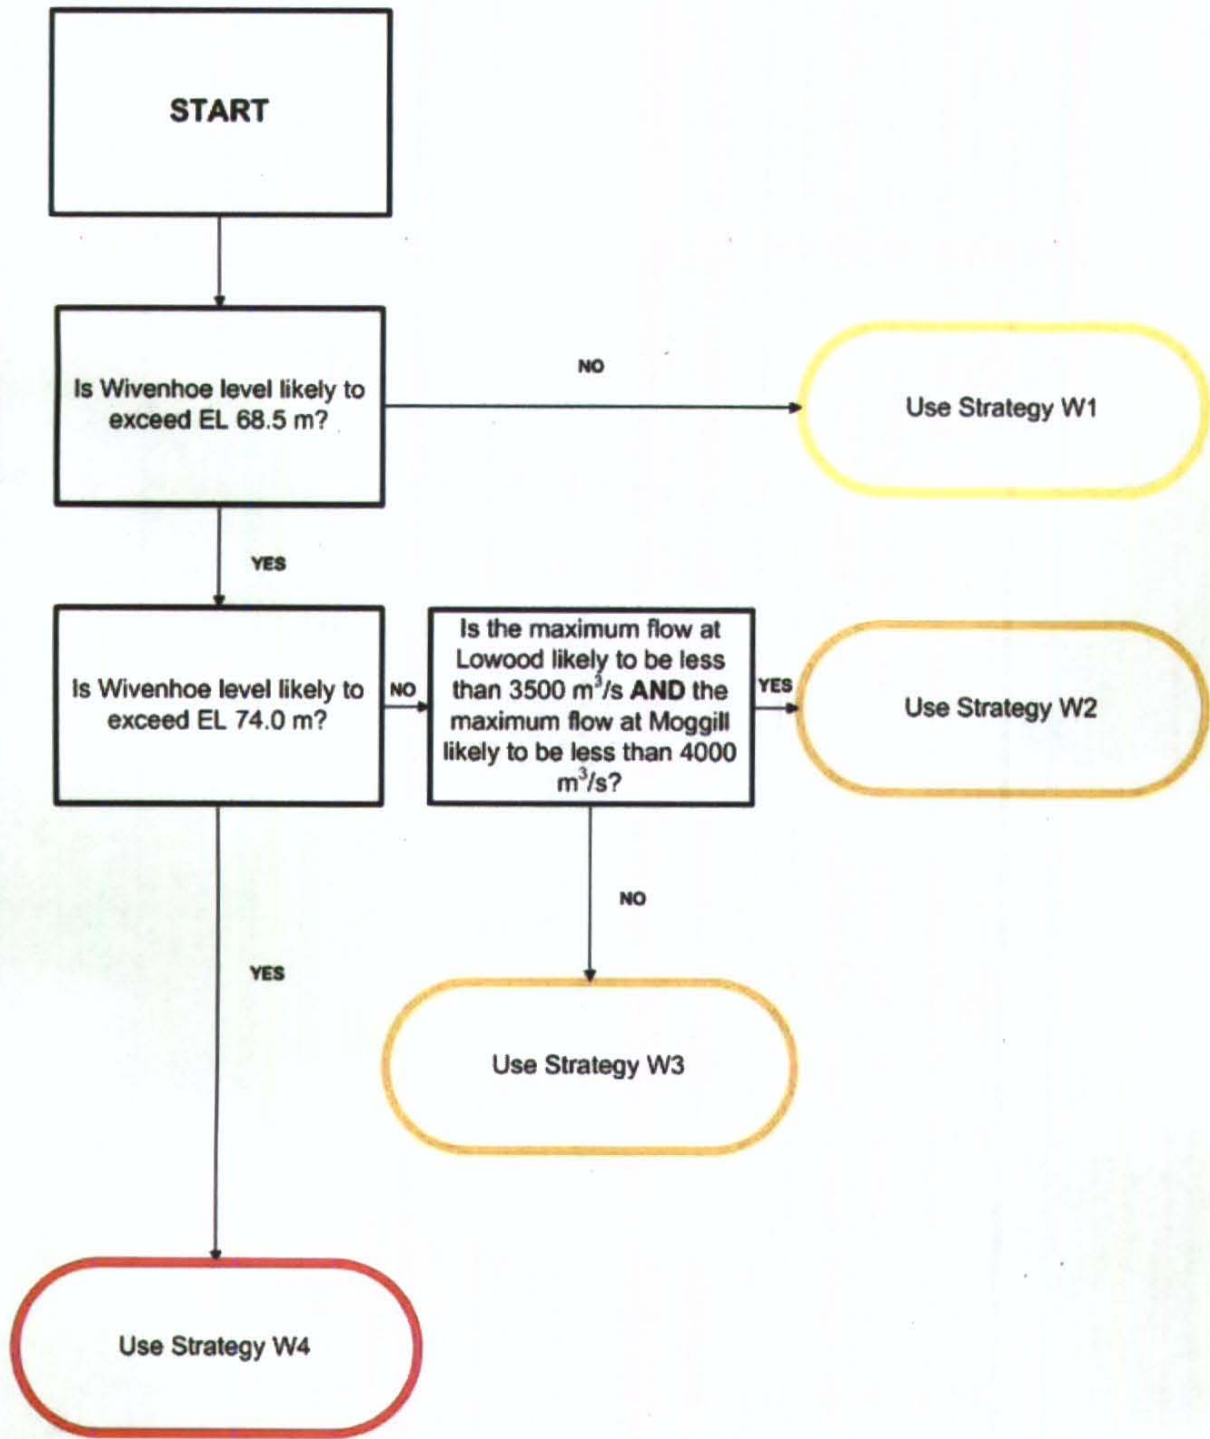 START
Is Wivenhoe level likely to
exceed EL 68.5 m?
NO
Use Strategy W1
YES
Is Wivenhoe level likely to
exceed EL 74.0 m?
NO
Is the maximum flow at
Lowood likely to be less
than 3500 m³/s AND the
maximum flow at Moggill
likely to be less than 4000
m³/s?
YES
Use Strategy W2
NO
Use Strategy W3
YES
Use Strategy W4